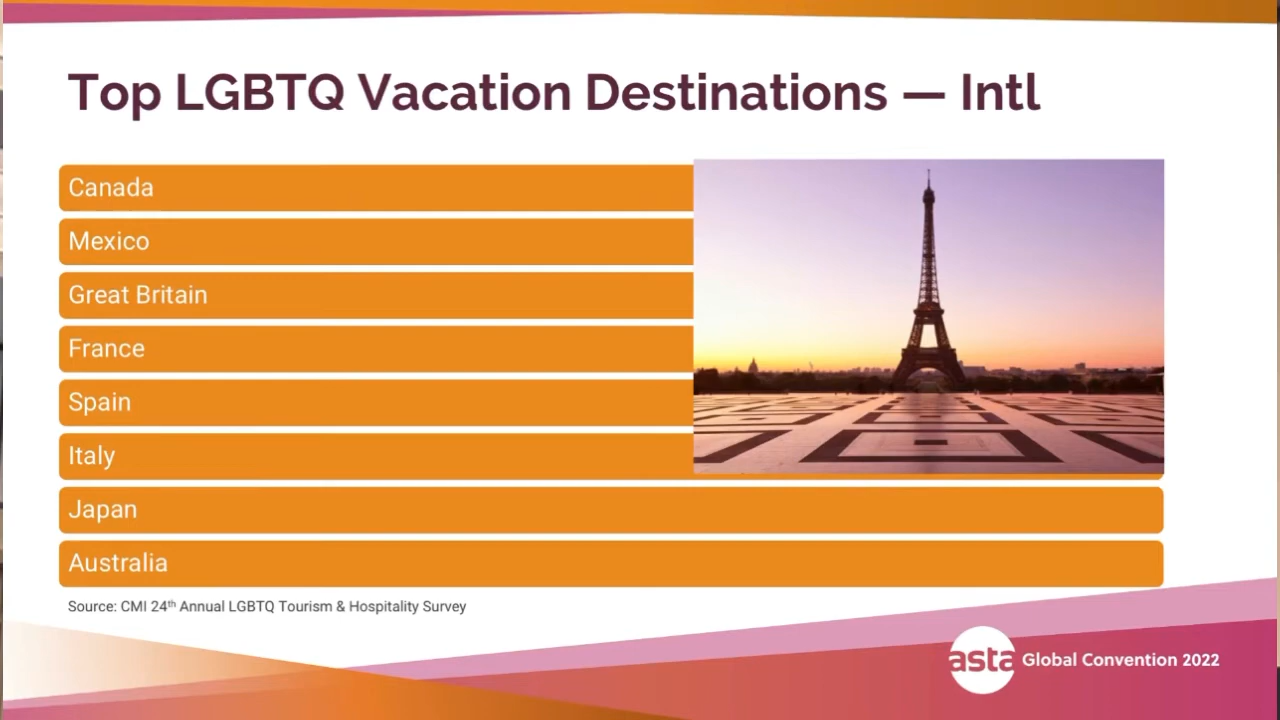 Top LGBTQ Vacation Destinations — Intl
Canada
Mexico
Great Britain
France
Spain
Italy
Japan
Australia
Source: CMI 24th Annual LGBTQ Tourism & Hospitality Survey
asta Global Convention 2022